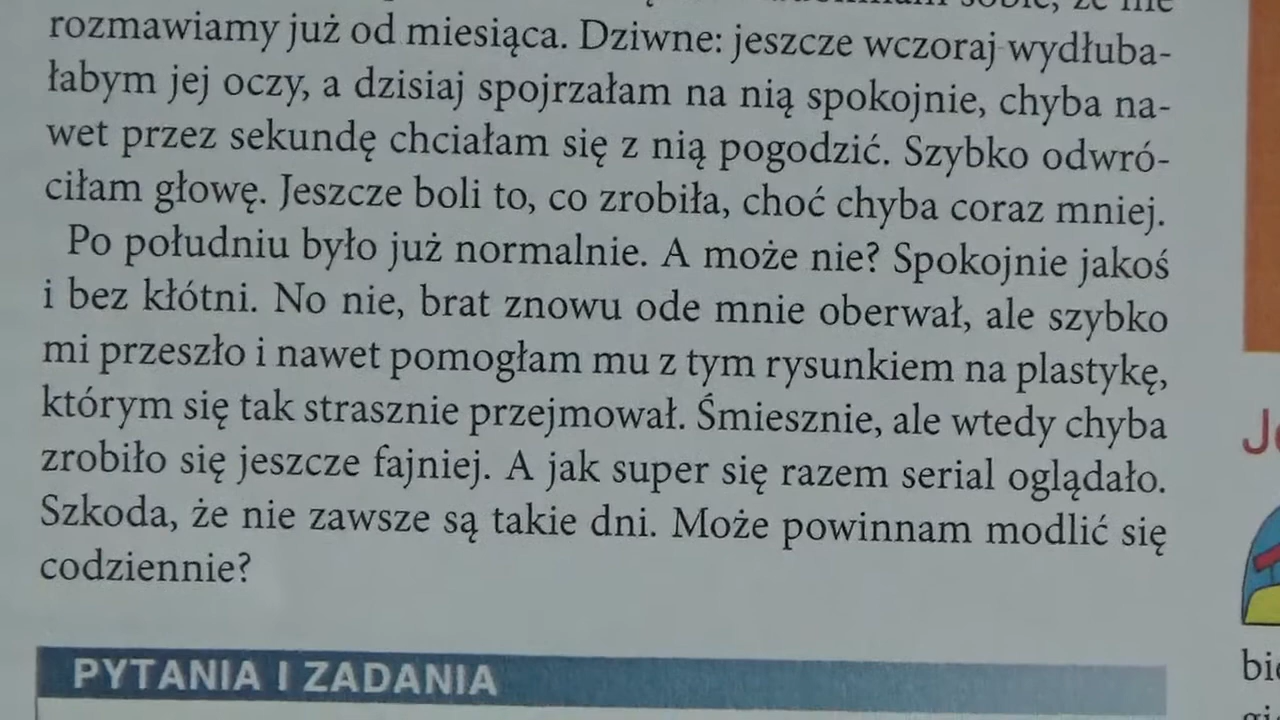 rozmawiamy już od miesiąca. Dziwne: jeszcze wczoraj wydłuba-
łabym jej oczy, a dzisiaj spojrzałam na nią spokojnie, chyba na-
wet przez sekundę chciałam się z nią pogodzić. Szybko odwró-
ciłam głowę. Jeszcze boli to, co zrobiła, choć chyba coraz mniej.
Po południu było już normalnie. A może nie? Spokojnie jakoś
i bez kłótni. No nie, brat znowu ode mnie oberwał, ale szybko
mi przeszło i nawet pomogłam mu z tym rysunkiem na plastykę,
którym się tak strasznie przejmował. Śmiesznie, ale wtedy chyba
zrobiło się jeszcze fajniej. A jak super się razem serial oglądało.
Szkoda, że nie zawsze są takie dni. Może powinnam modlić się
codziennie?
PYTANIA I ZADANIA